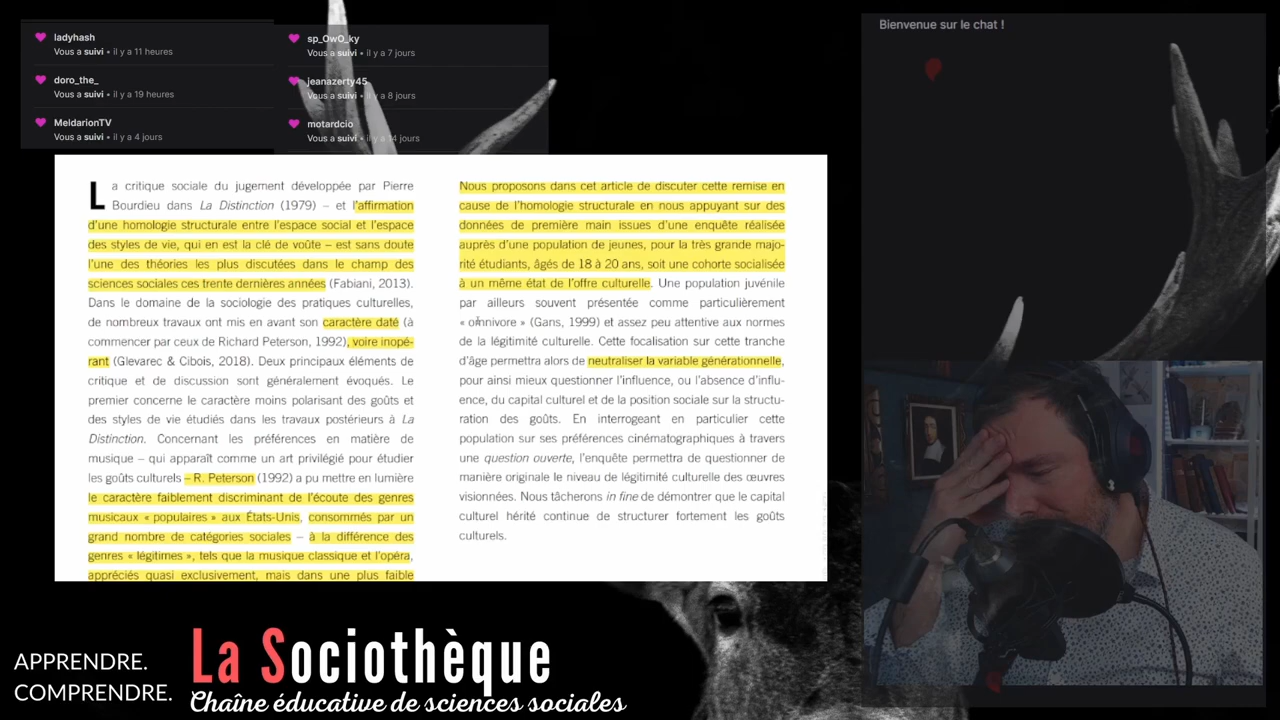 ladyhash
Vous a suivi • il y a 11 heures
doro_the_
Vous a suivi • il y a 19 heures
MeldarionTV
Vous a suivi • il y a 4 jours
sp_OwO_ky
Vous a suivi • il y a 7 jours
jeanazerty45
Vous a suivi • il y a 8 jours
motardcio
Vous a suivi • il y a 14 jours
Bienvenue sur le chat !
La critique sociale du jugement développée par Pierre
Bourdieu dans La Distinction (1979) – et l'affirmation
d'une homologie structurale entre l'espace social et l'espace
des styles de vie, qui en est la clé de voûte – est sans doute
l'une des théories les plus discutées dans le champ des
sciences sociales ces trente dernières années (Fabiani, 2013).
Dans le domaine de la sociologie des pratiques culturelles,
de nombreux travaux ont mis en avant son caractère daté (à
commencer par ceux de Richard Peterson, 1992), voire inopé-
rant (Glevarec & Cibois, 2018). Deux principaux éléments de
critique et de discussion sont généralement évoqués. Le
premier concerne le caractère moins polarisant des goûts et
des styles de vie étudiés dans les travaux postérieurs à La
Distinction. Concernant les préférences en matière de
musique – qui apparaît comme un art privilégié pour étudier
les goûts culturels – R. Peterson (1992) a pu mettre en lumière
le caractère faiblement discriminant de l'écoute des genres
musicaux « populaires » aux États-Unis, consommés par un
grand nombre de catégories sociales – à la différence des
genres « légitimes », tels que la musique classique et l'opéra,
appréciés quasi exclusivement, mais dans une plus faible
Nous proposons dans cet article de discuter cette remise en
cause de l'homologie structurale en nous appuyant sur des
données de première main issues d'une enquête réalisée
auprès d'une population de jeunes, pour la très grande majo-
rité étudiants, âgés de 18 à 20 ans, soit une cohorte socialisée
à un même état de l'offre culturelle. Une population juvénile
par ailleurs souvent présentée comme particulièrement
« omnivore » (Gans, 1999) et assez peu attentive aux normes
de la légitimité culturelle. Cette focalisation sur cette tranche
d'âge permettra alors de neutraliser la variable générationnelle,
pour ainsi mieux questionner l'influence, ou l'absence d'influ-
ence, du capital culturel et de la position sociale sur la structu-
ration des goûts. En interrogeant en particulier cette
population sur ses préférences cinématographiques à travers
une question ouverte, l'enquête permettra de questionner de
manière originale le niveau de légitimité culturelle des œuvres
visionnées. Nous tâcherons in fine de démontrer que le capital
culturel hérité continue de structurer fortement les goûts
culturels.
APPRENDRE.
COMPRENDRE.
La Sociothèque
Chaîne éducative de sciences sociales